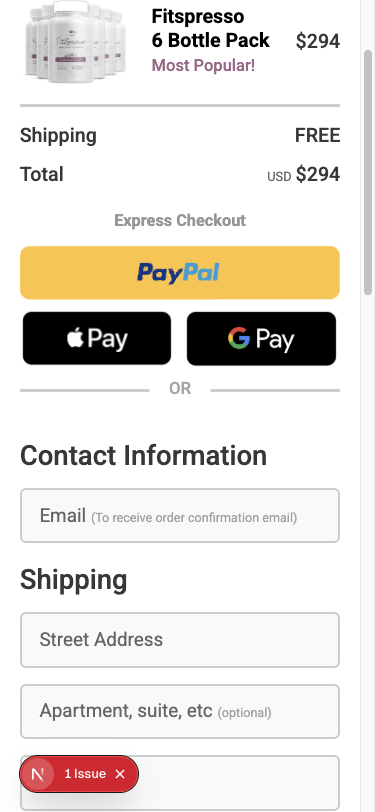 FitSpresso
Fitspresso
6 Bottle Pack
$294
Most Popular!
Shipping
FREE
Total
USD $294
Express Checkout
PayPal
Pay
G Pay
OR
Contact Information
Email (To receive order confirmation email)
Shipping
Street Address
Apartment, suite, etc (optional)
N 1 Issue ×